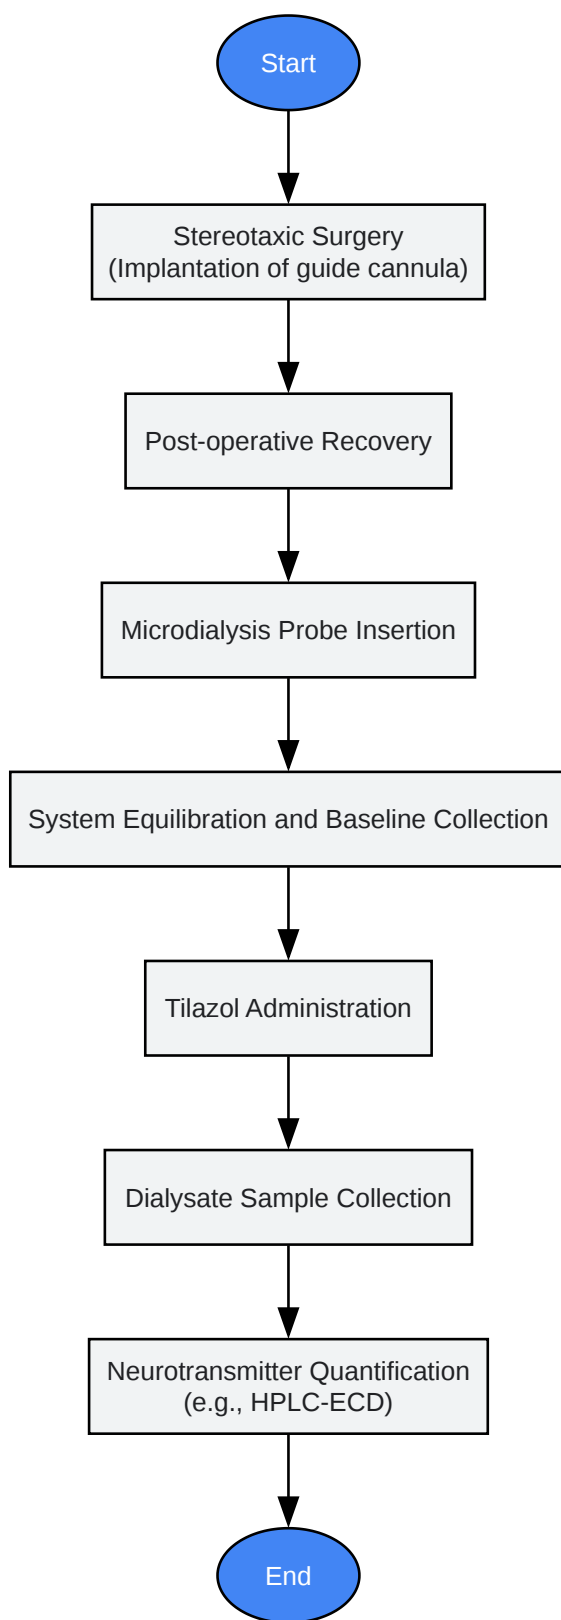 Start
Stereotaxic Surgery
(Implantation of guide cannula)
Post-operative Recovery
Microdialysis Probe Insertion
System Equilibration and Baseline Collection
Tilazol Administration
Dialysate Sample Collection
Neurotransmitter Quantification
(e.g., HPLC-ECD)
End